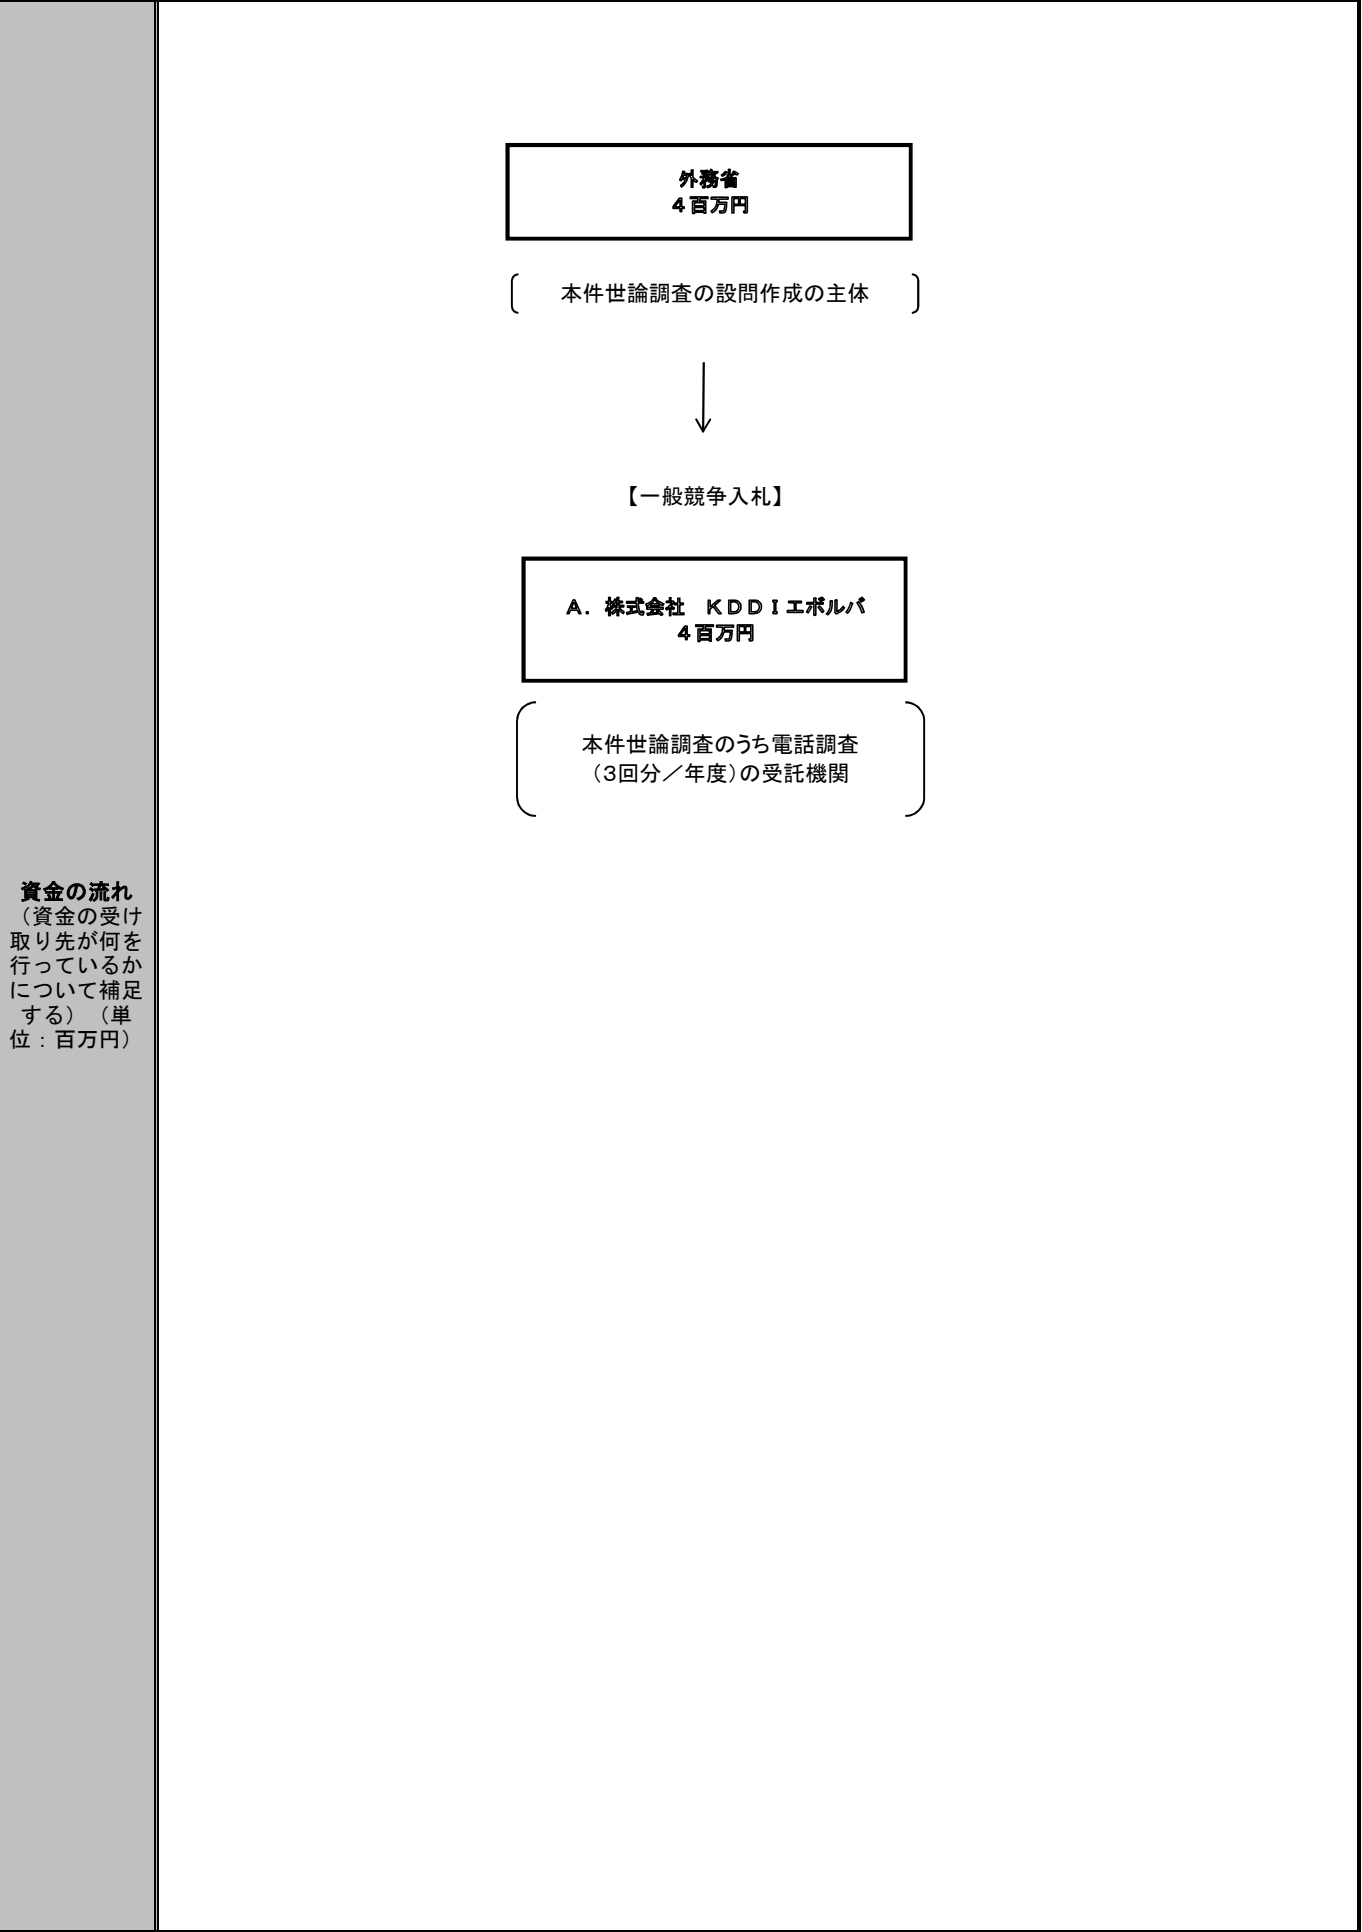 外務省
４百万円
本件世論調査の設問作成の主体
【一般競争入札】
Ａ．株式会社　ＫＤＤＩエボルバ
４百万円
本件世論調査のうち電話調査
（３回分／年度）の受託機関
資金の流れ
（資金の受け
取り先が何を
行っているか
について補足
する）（単
位：百万円）